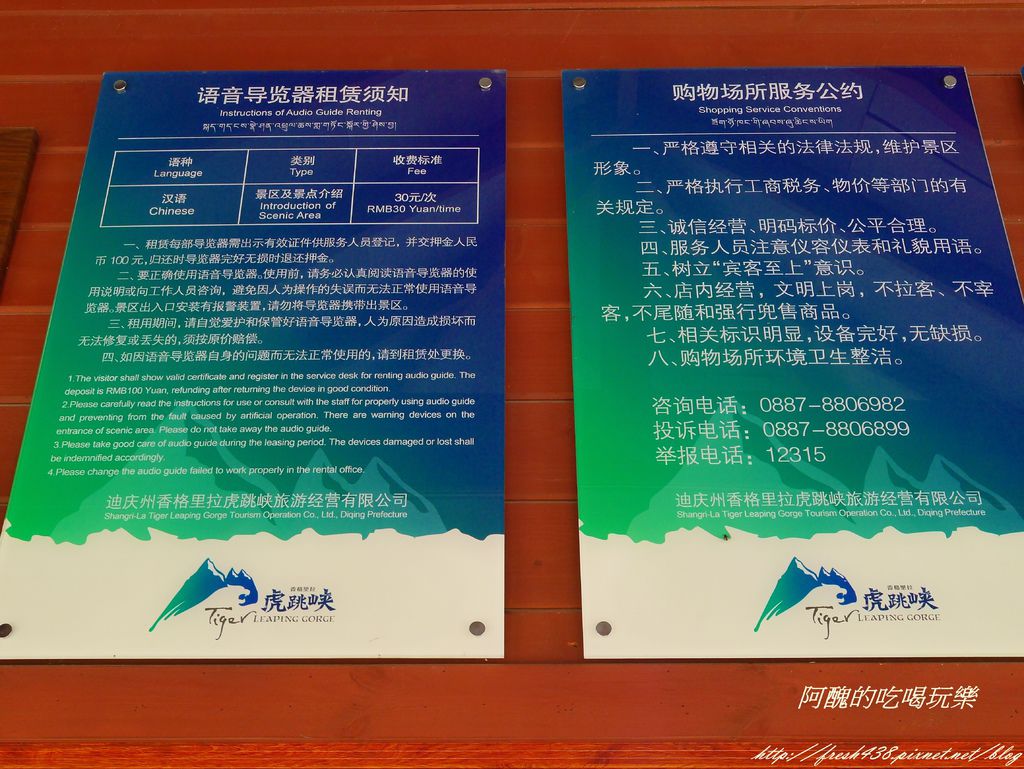 语音导览器租赁须知
Instructions of Audio Guide Renting
语种
Language
类别
Type
收费标准
Fee
汉语
Chinese
景区及景点介绍
Introduction of
Scenic Area
30元/次
RMB30 Yuan/time
一、租赁每部导览器需出示有效证件供服务人员登记，并交押金人民
币 100 元，归还时导览器完好无损时退还押金。
二、要正确使用语音导览器。使用前，请务必认真阅读语音导览器的使
用说明或向工作人员咨询，避免因人为操作的失误而无法正常使用语音导
览器。景区出入口安装有报警装置，请勿将导览器携带出景区。
三、租用期间，请自觉爱护和保管好语音导览器，人为原因造成损坏而
无法修复或丢失的，须按原价赔偿。
四、如因语音导览器自身的问题而无法正常使用的，请到租赁处更换。
1.The visitor shall show valid certificate and register in the service desk for renting audio guide. The
deposit is RMB100 Yuan, refunding after returning the device in good condition.
2.Please carefully read the instructions for use or consult with the staff for properly using audio guide
and preventing from the fault caused by artificial operation. There are warning devices on the
entrance of scenic area. Please do not take away the audio guide.
3.Please take good care of audio guide during the leasing period. The devices damaged or lost shall
be indemnified accordingly.
4.Please change the audio guide failed to work properly in the rental office.
迪庆州香格里拉虎跳峡旅游经营有限公司
Shangri-La Tiger Leaping Gorge Tourism Operation Co., Ltd., Diqing Prefecture
香格里拉
虎跳峡
Tiger LEAPING GORGE
购物场所服务公约
Shopping Service Conventions
一、严格遵守相关的法律法规，维护景区
形象。
二、严格执行工商税务、物价等部门的有
关规定。
三、诚信经营、明码标价、公平合理。
四、服务人员注意仪容仪表和礼貌用语。
五、树立“宾客至上”意识。
六、店内经营，文明上岗，不拉客、不宰
客，不尾随和强行兜售商品。
七、相关标识明显，设备完好，无缺损。
八、购物场所环境卫生整洁。
咨询电话：0887-8806982
投诉电话：0887-8806899
举报电话：12315
迪庆州香格里拉虎跳峡旅游经营有限公司
Shangri-La Tiger Leaping Gorge Tourism Operation Co., Ltd., Diqing Prefecture
香格里拉
虎跳峡
Tiger LEAPING GORGE
阿醜的吃喝玩樂
http://fresh438.pixnet.net/blog